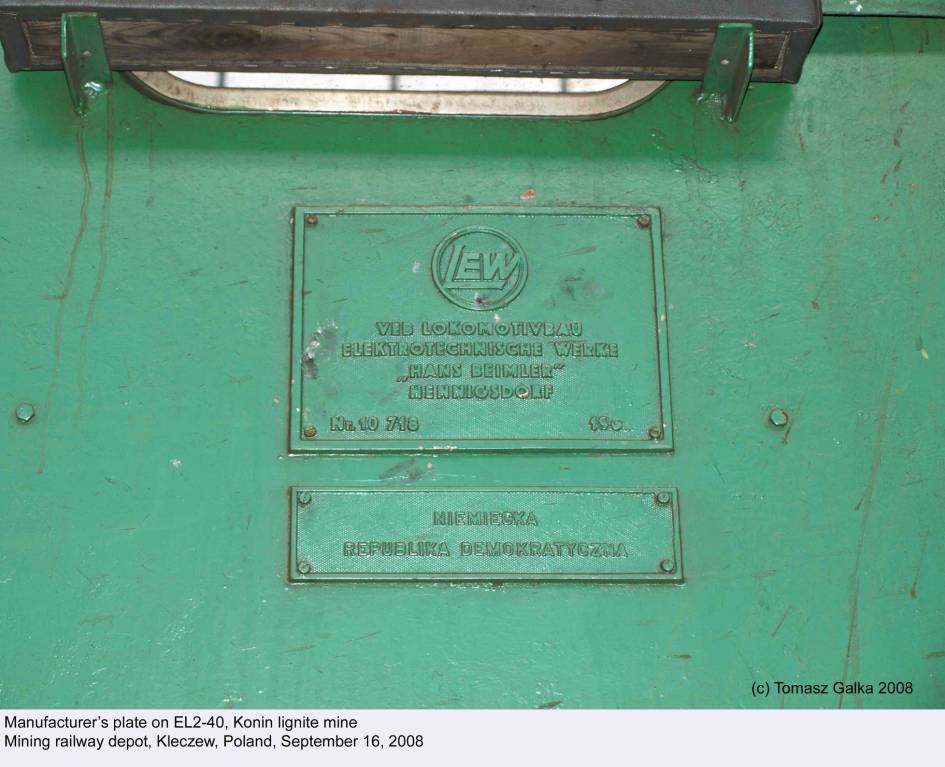 LEW
VEB LOKOMOTIVBAU
ELEKTROTECHNISCHE WERKE
„HANS BEIMLER"
HENNIGSDORF
Nr. 10 718
NIEMIECKA
REPUBLIKA DEMOKRATYCZNA
(c) Tomasz Galka 2008
Manufacturer's plate on EL2-40, Konin lignite mine
Mining railway depot, Kleczew, Poland, September 16, 2008